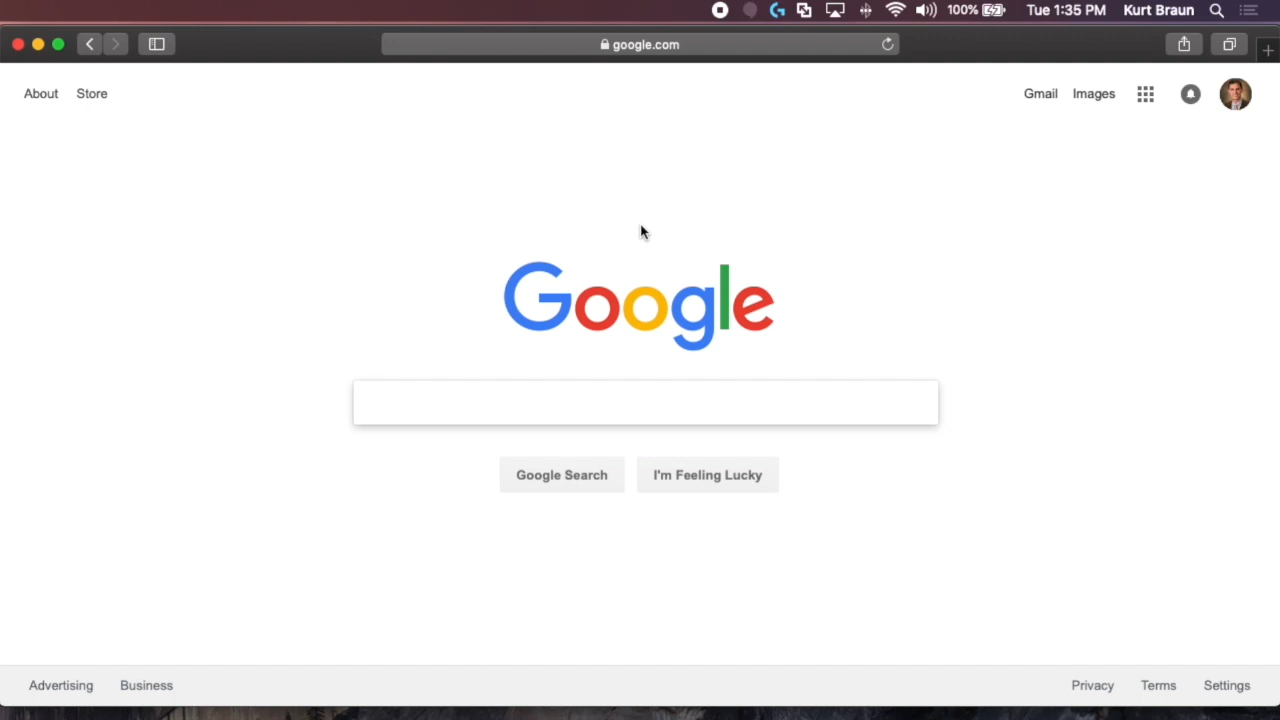 100% Tue 1:35 PM Kurt Braun
google.com
About Store Gmail Images
Google
Google Search I'm Feeling Lucky
Advertising Business Privacy Terms Settings